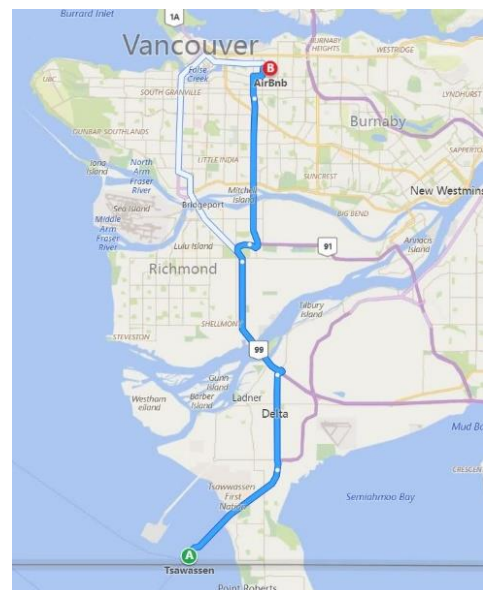 Burrard Inlet
1A
Vancouver
BURNABY
HEIGHTS
WESTRIDGE
UBC
False
Creek
B
AirBnb
LYNDHURST
SOUTH GRANVILLE
Burnaby
DUNBAR SOUTHLANDS
SAPPERTO
Iona
Island
North
Arm
Fraser
River
LITTLE INDIA
SUNCREST
New Westmins
Mitchell
Island
Sea Island
Bridgeport
BIG BEND
Middle
Arm
Fraser
River
Lulu Island
91
Annacis
Island
Richmond
Tilbury
Island
SHELLMONT
STEVESTON
99
Gunn
Island
Barber
Island
Westham
Island
Ladner
Delta
Mud Bo
CRESCEN
Tsawwassen
First
Nation
Semiahmoo Bay
A
Tsawassen
Point Roberts